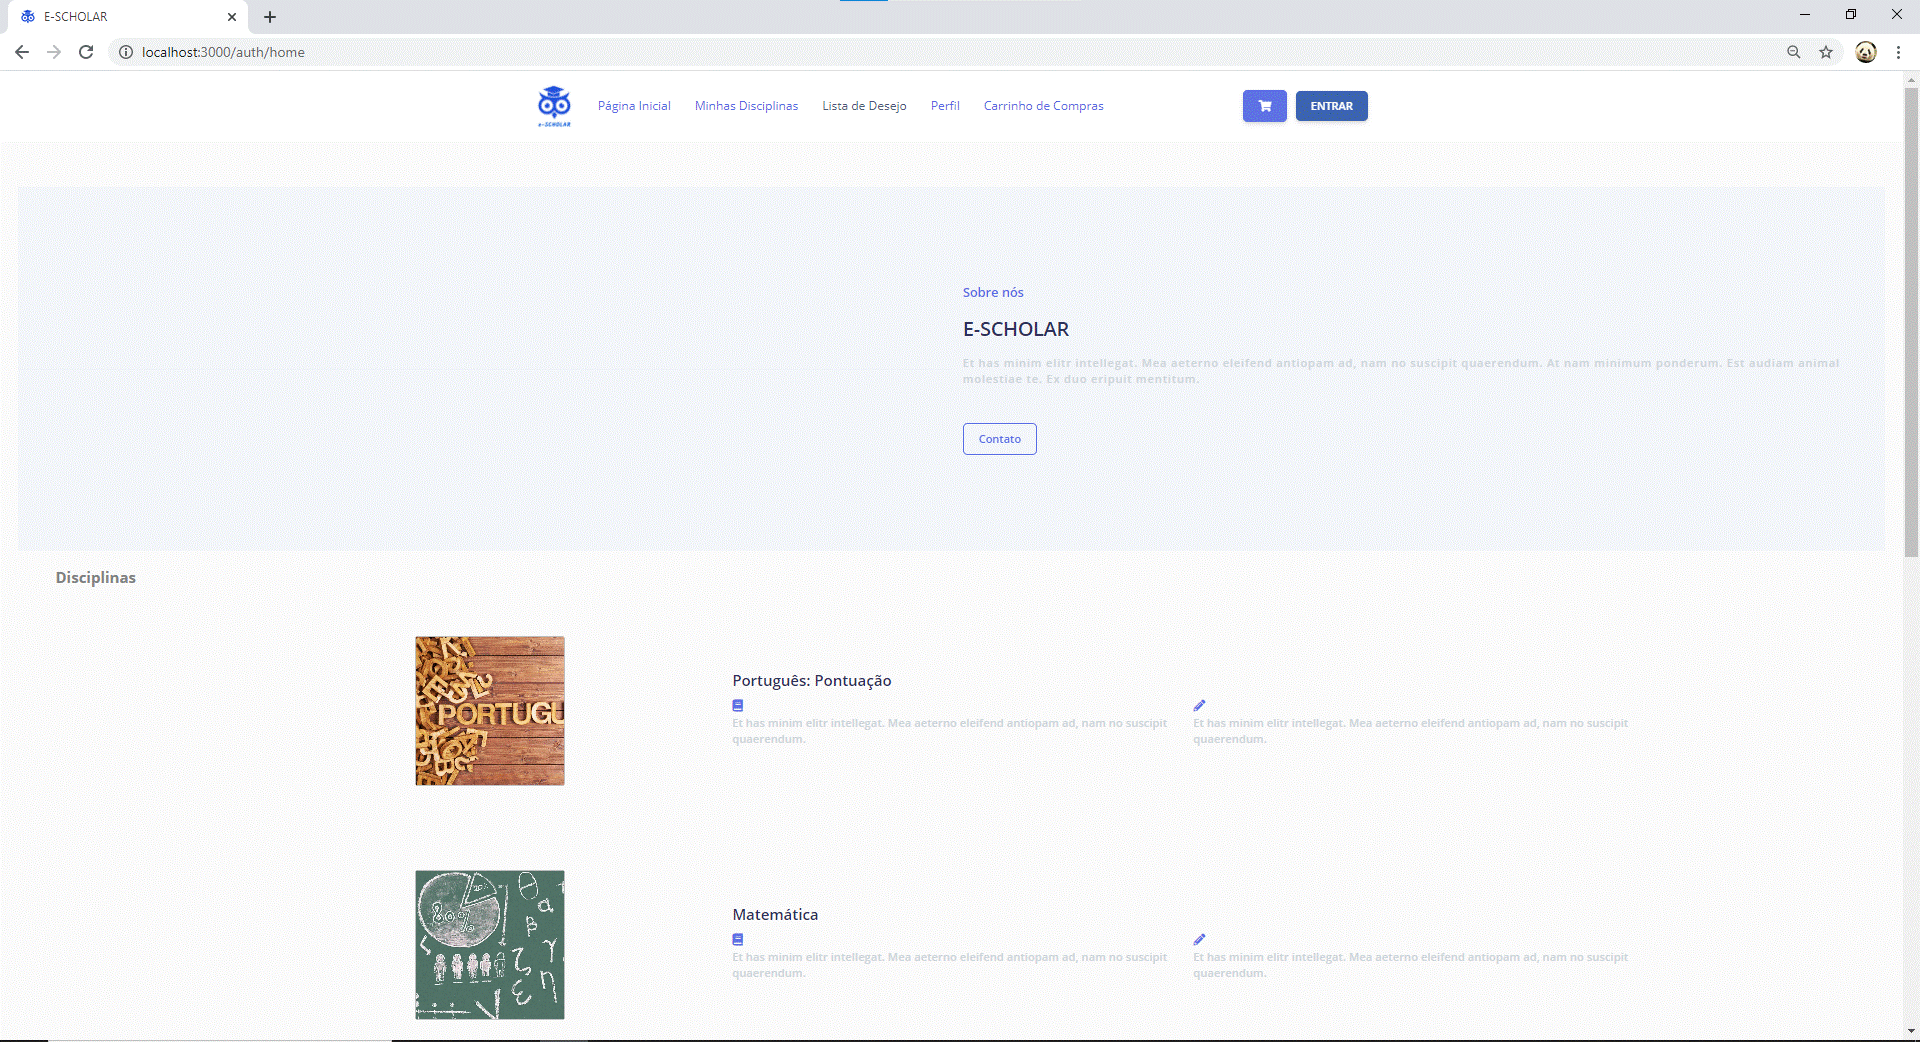 E-SCHOLAR
localhost:3000/auth/home
e-SCHOLAR
Página Inicial
Minhas Disciplinas
Lista de Desejo
Perfil
Carrinho de Compras
ENTRAR
Sobre nós
E-SCHOLAR
Et has minim elitr intellegat. Mea aeterno eleifend antiopam ad, nam no suscipit quaerendum. At nam minimum ponderum. Est audiam animal
molestiae te. Ex duo eripuit mentitum.
Contato
Disciplinas
PORTUGU
Português: Pontuação
Et has minim elitr intellegat. Mea aeterno eleifend antiopam ad, nam no suscipit
quaerendum.
Et has minim elitr intellegat. Mea aeterno eleifend antiopam ad, nam no suscipit
quaerendum.
20%
80%
θ
α
β
γ
ζ
η
ε
Matemática
Et has minim elitr intellegat. Mea aeterno eleifend antiopam ad, nam no suscipit
quaerendum.
Et has minim elitr intellegat. Mea aeterno eleifend antiopam ad, nam no suscipit
quaerendum.